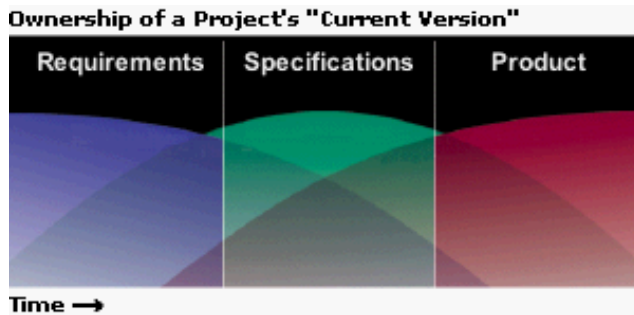 Ownership of a Project's "Current Version"
Requirements Specifications Product
Time →